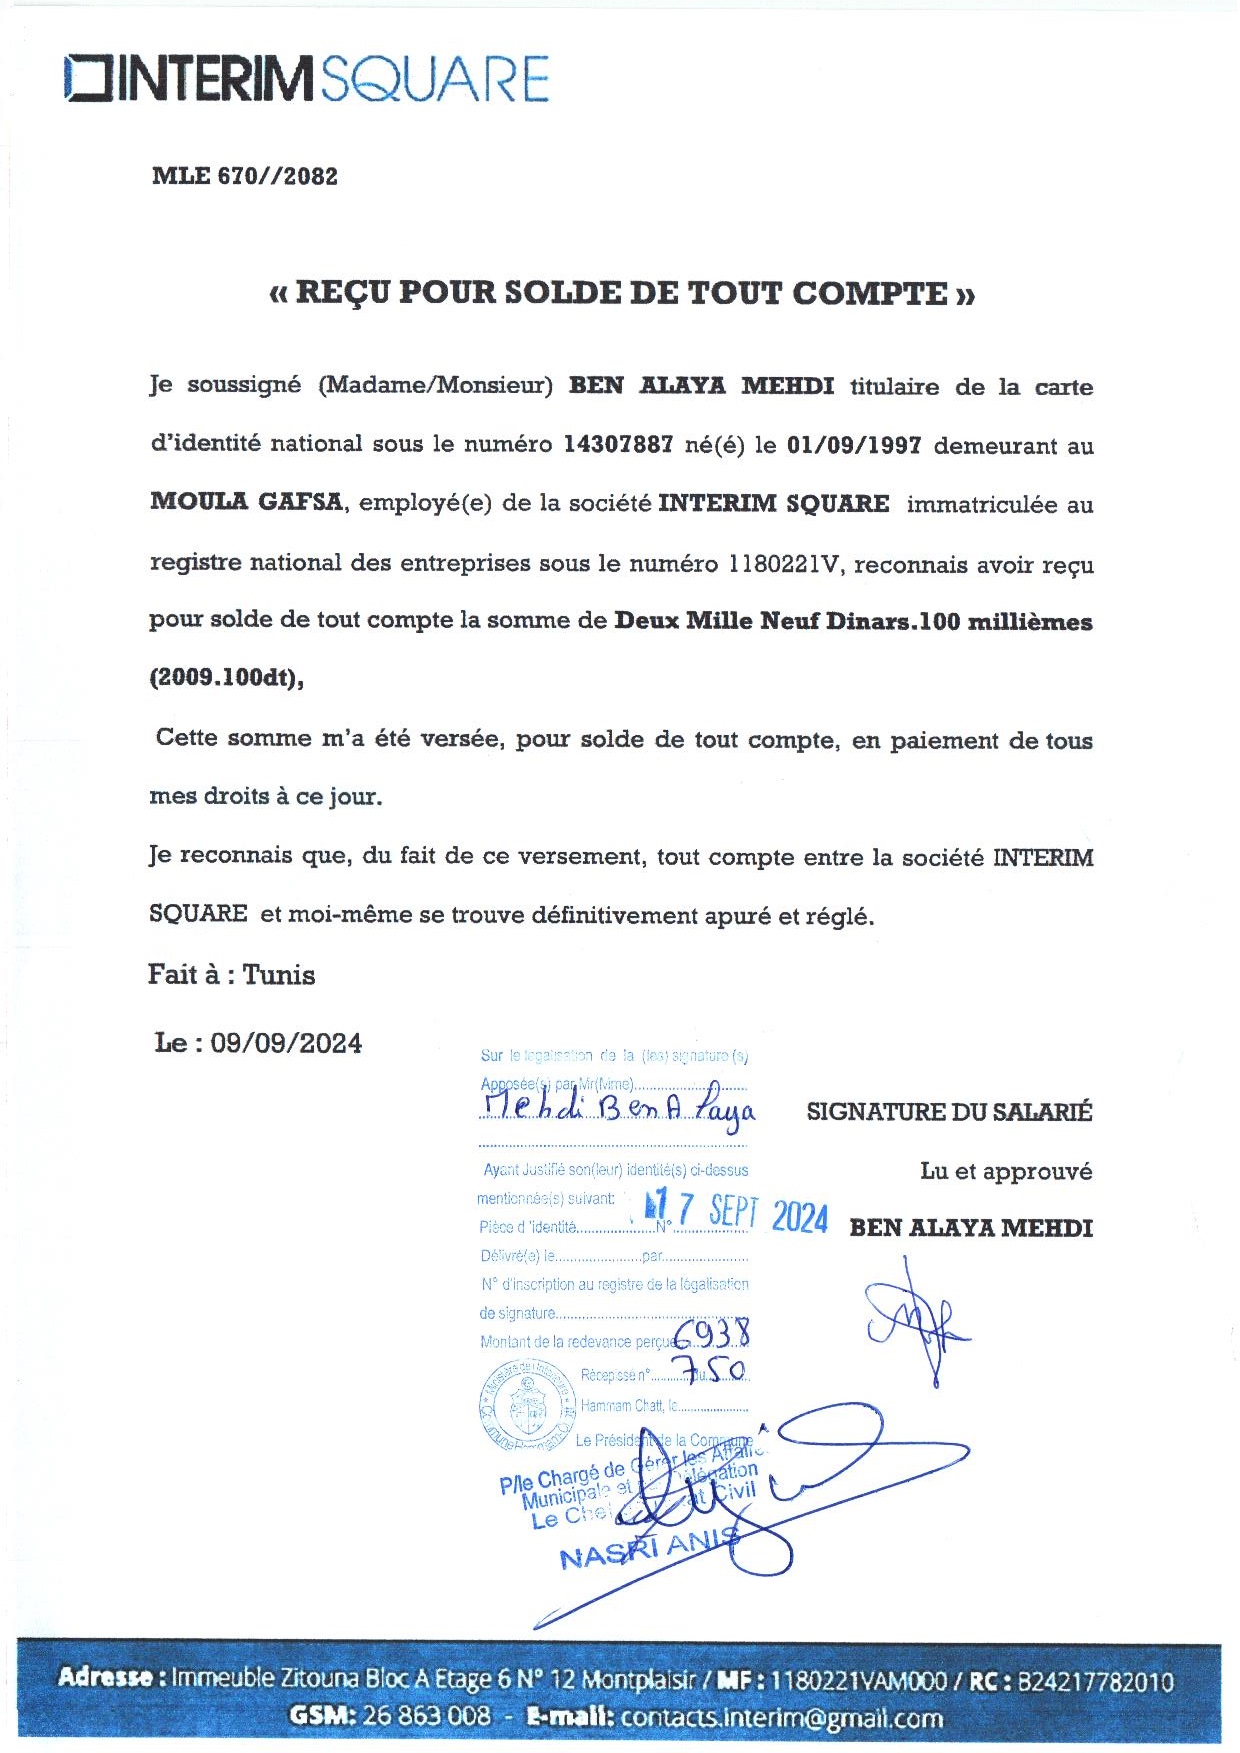 INTERIMSQUARE
MLE 670//2082
« REÇU POUR SOLDE DE TOUT COMPTE »
Je soussigné (Madame/Monsieur) BEN ALAYA MEHDI titulaire de la carte
d'identité national sous le numéro 14307887 né(é) le 01/09/1997 demeurant au
MOULA GAFSA, employé(e) de la société INTERIM SQUARE immatriculée au
registre national des entreprises sous le numéro 1180221V, reconnais avoir reçu
pour solde de tout compte la somme de Deux Mille Neuf Dinars.100 millièmes
(2009.100dt),
Cette somme m'a été versée, pour solde de tout compte, en paiement de tous
mes droits à ce jour.
Je reconnais que, du fait de ce versement, tout compte entre la société INTERIM
SQUARE et moi-même se trouve définitivement apuré et réglé.
Fait à : Tunis
Le : 09/09/2024
Sur le légalisation de la (les) signature(s)
Apposée(s) par Mr(Mme)
Mehdi Ben Alaya
SIGNATURE DU SALARIÉ
Ayant Justifié son(leur) identité(s) ci-dessus
Lu et approuvé
mentionnée(s) suivant:
17 SEPT 2024
Pièce d'identité N°
BEN ALAYA MEHDI
Délivré(e) le par
N° d'inscription au registre de la légalisation
de signature
Montant de la redevance perçue 6938
Récépissé n° 750 du
Hammam Chatt, le
Le Président de la Commune
P/le Chargé de Gérer les Affaires
Municipale et Délégation
Le Chef Civil
NASRI ANIS
Adresse : Immeuble Zitouna Bloc A Etage 6 N° 12 Montplaisir / MF : 1180221VAM000 / RC : B24217782010
GSM: 26 863 008 - E-mail: contacts.interim@gmail.com